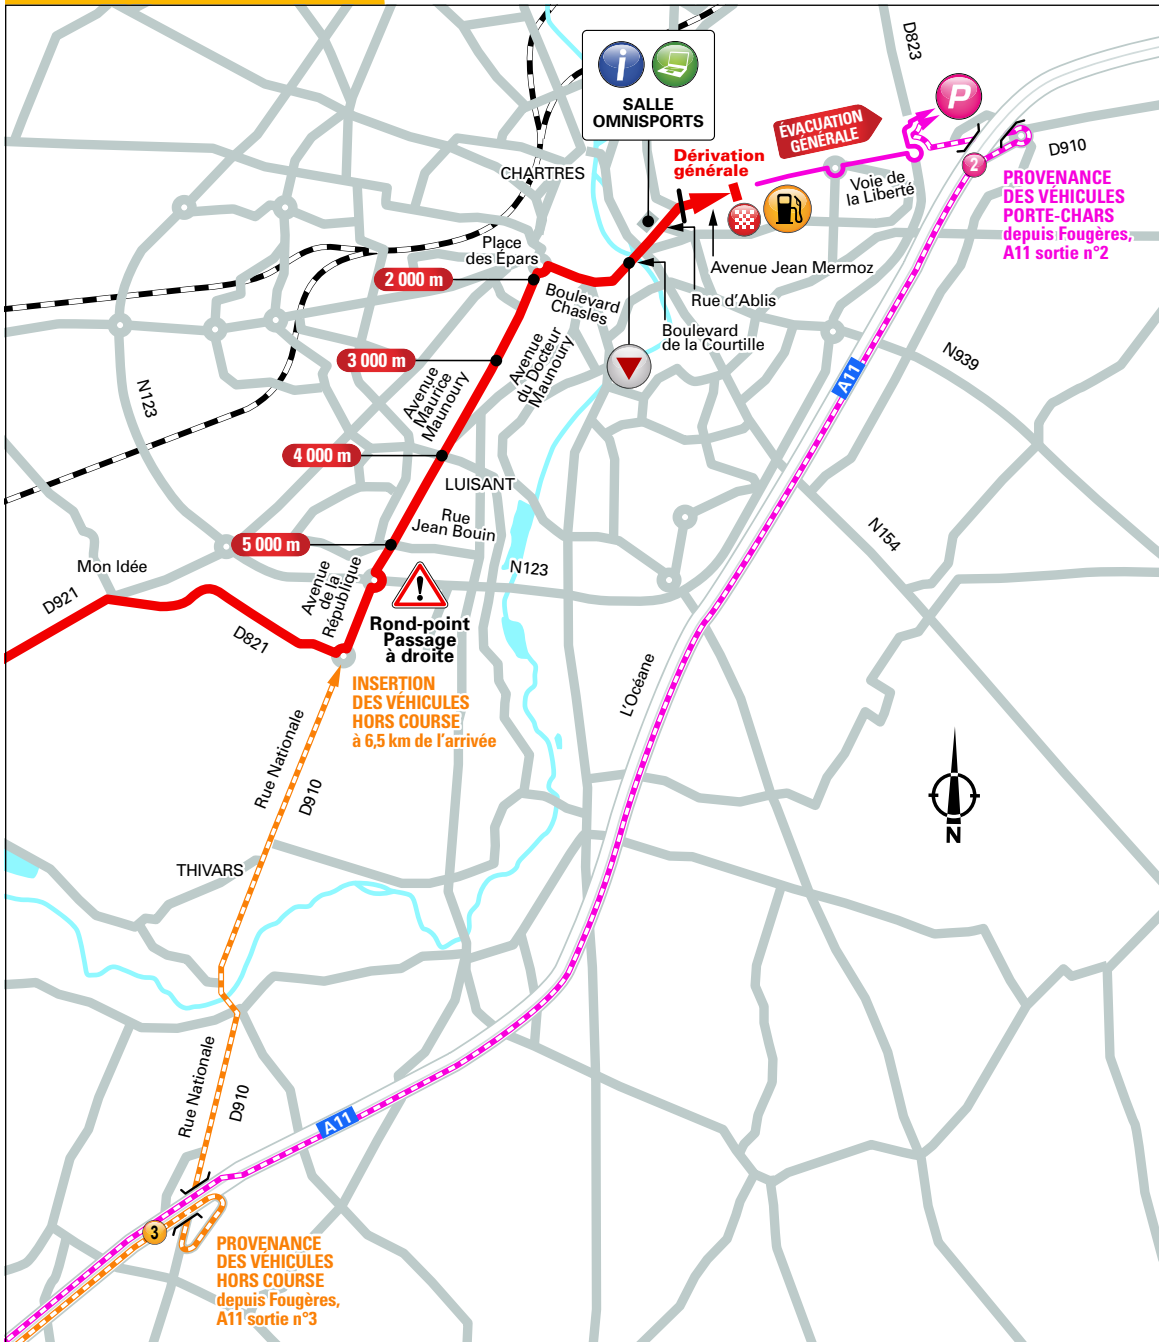 D823
i
SALLE
OMNISPORTS
P
ÉVACUATION
GÉNÉRALE
D910
Dérivation
générale
2
CHARTRES
Voie de
la Liberté
PROVENANCE
DES VÉHICULES
PORTE-CHARS
depuis Fougères,
A11 sortie n°2
Place
des Épars
2 000 m
Avenue Jean Mermoz
Boulevard
Chasles
Rue d'Ablis
Boulevard
de la Courtille
3 000 m
Avenue
du Docteur
Maunoury
N939
A11
N123
Avenue
Maurice
Maunoury
4 000 m
LUISANT
Rue
Jean Bouin
N154
5 000 m
Mon Idée
N123
Avenue
de la
République
!
D921
D821
Rond-point
Passage
à droite
INSERTION
DES VÉHICULES
HORS COURSE
à 6,5 km de l'arrivée
L'Océane
Rue Nationale
D910
N
THIVARS
Rue Nationale
D910
A11
3
PROVENANCE
DES VÉHICULES
HORS COURSE
depuis Fougères,
A11 sortie n°3